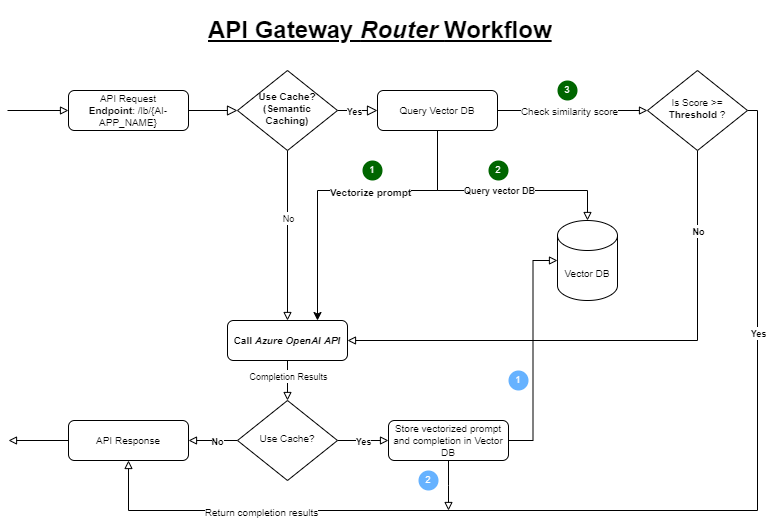 API Gateway Router Workflow
API Request
Endpoint: /lb/{AI-
APP_NAME}
Use Cache?
(Semantic
Caching)
Yes
Query Vector DB
3
Check similarity score
Is Score >=
Threshold ?
1
Vectorize prompt
2
Query vector DB
No
No
Vector DB
Call Azure OpenAI API
Yes
Completion Results
1
API Response
No
Use Cache?
Yes
Store vectorized prompt
and completion in Vector
DB
2
Return completion results